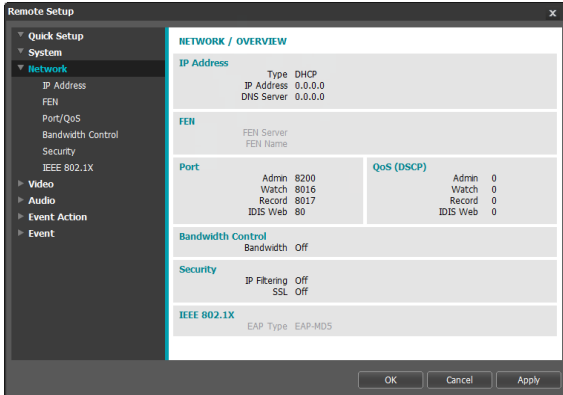 Remote Setup
x
Quick Setup
System
Network
IP Address
FEN
Port/QoS
Bandwidth Control
Security
IEEE 802.1X
Video
Audio
Event Action
Event
NETWORK / OVERVIEW
IP Address
Type DHCP
IP Address 0.0.0.0
DNS Server 0.0.0.0
FEN
FEN Server
FEN Name
Port
Admin 8200
Watch 8016
Record 8017
IDIS Web 80
QoS (DSCP)
Admin 0
Watch 0
Record 0
IDIS Web 0
Bandwidth Control
Bandwidth Off
Security
IP Filtering Off
SSL Off
IEEE 802.1X
EAP Type EAP-MD5
OK Cancel Apply